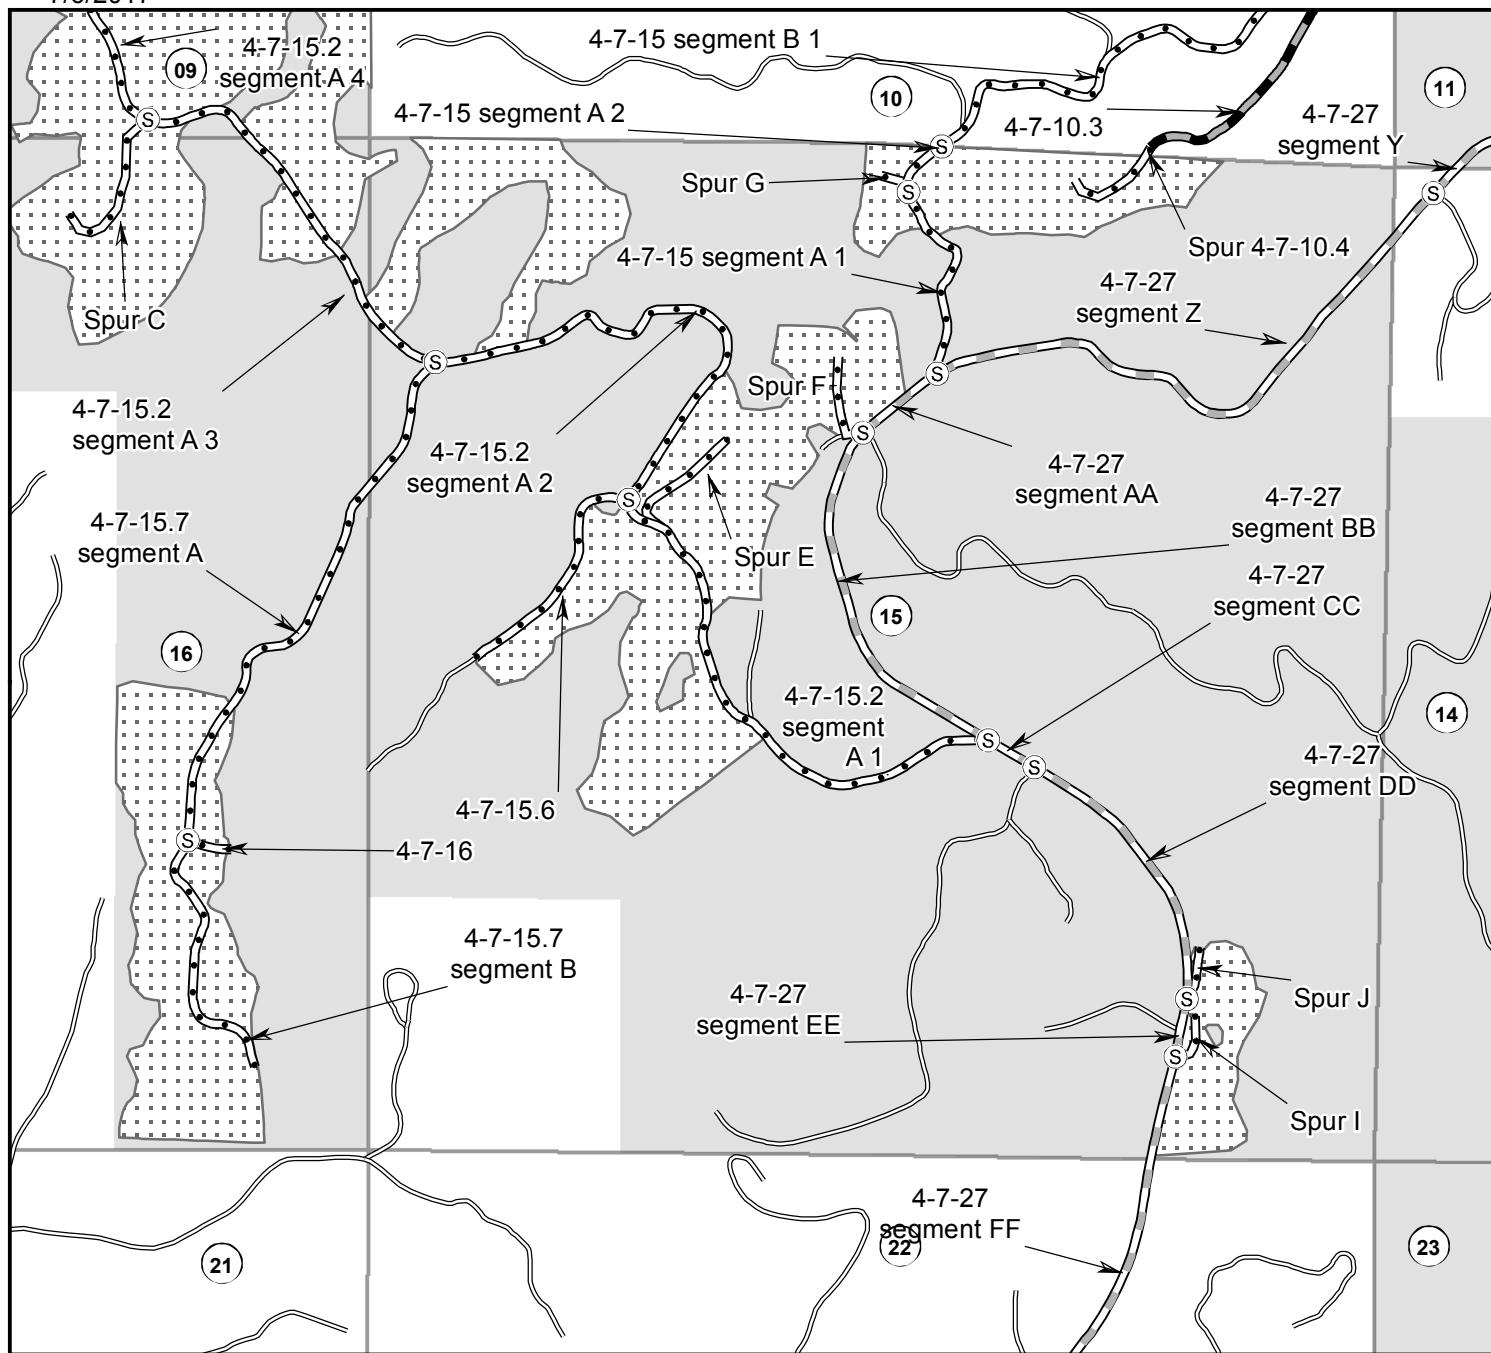 4-7-15.2
segment A 4
09
4-7-15 segment B 1
10
11
4-7-15 segment A 2
4-7-10.3
4-7-27
segment Y
S
S
Spur G
S
S
Spur 4-7-10.4
4-7-15 segment A 1
4-7-27
segment Z
Spur C
S
S
Spur F
4-7-15.2
segment A 3
4-7-15.2
segment A 2
S
4-7-27
segment AA
S
4-7-27
segment BB
4-7-15.7
segment A
Spur E
4-7-27
segment CC
15
16
4-7-15.2
segment
A 1
14
S
S
4-7-27
segment DD
4-7-15.6
S
4-7-16
4-7-15.7
segment B
4-7-27
segment EE
S
Spur J
S
Spur I
4-7-27
segment FF
21
22
23